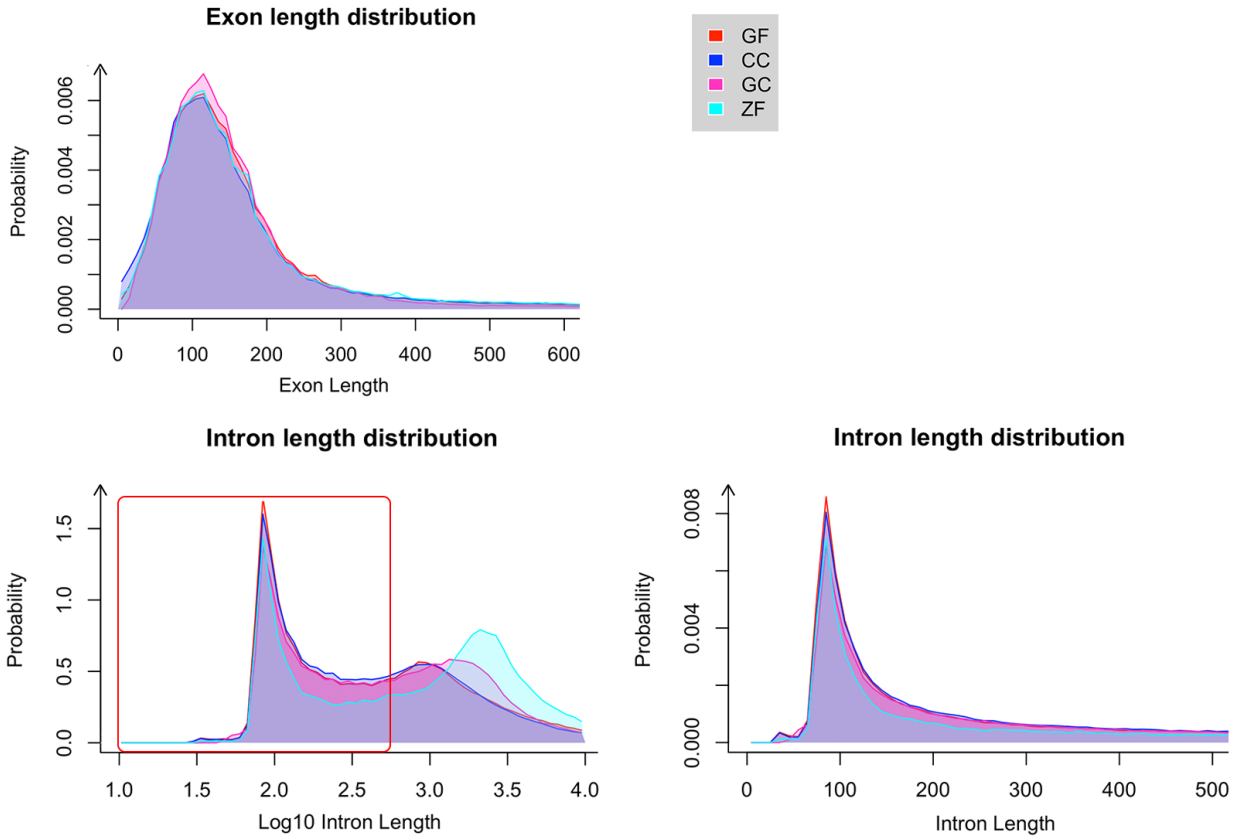 Exon length distribution
GF
CC
GC
ZF
Probability
0.006
0.004
0.002
0.000
0 100 200 300 400 500 600
Exon Length
Intron length distribution
Probability
1.5
1.0
0.5
0.0
1.0 1.5 2.0 2.5 3.0 3.5 4.0
Log10 Intron Length
Intron length distribution
Probability
0.008
0.004
0.000
0 100 200 300 400 500
Intron Length